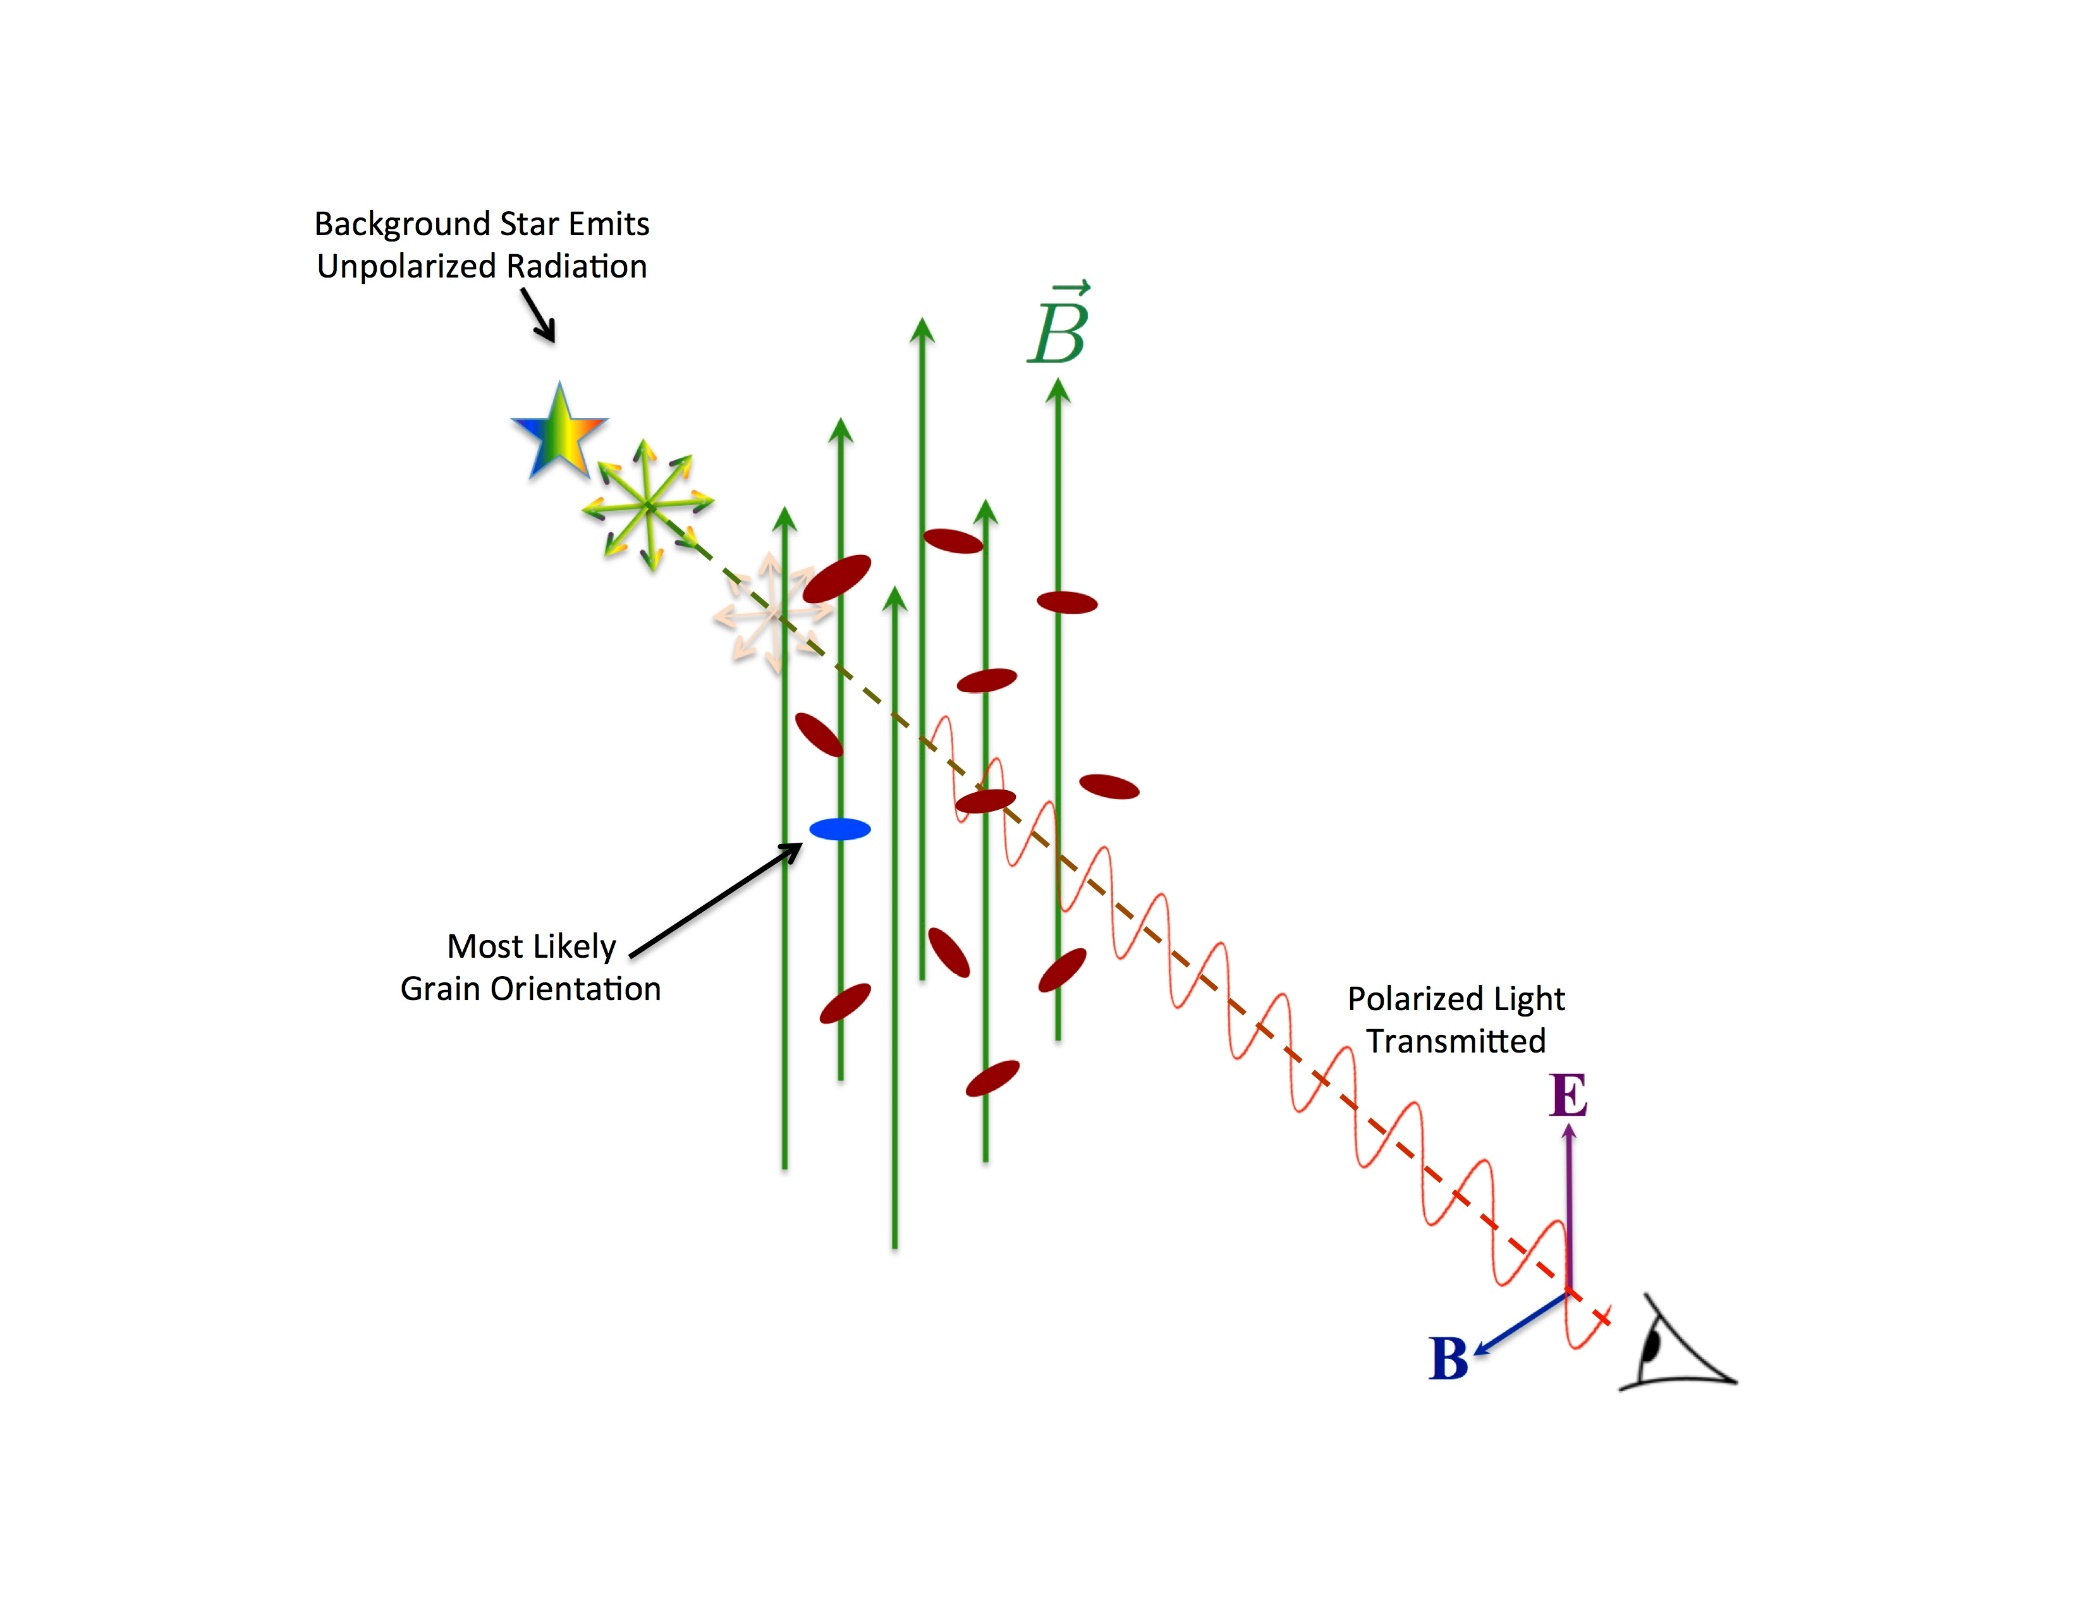 Background Star Emits
Unpolarized Radiation
B
Most Likely
Grain Orientation
Polarized Light
Transmitted
E
B